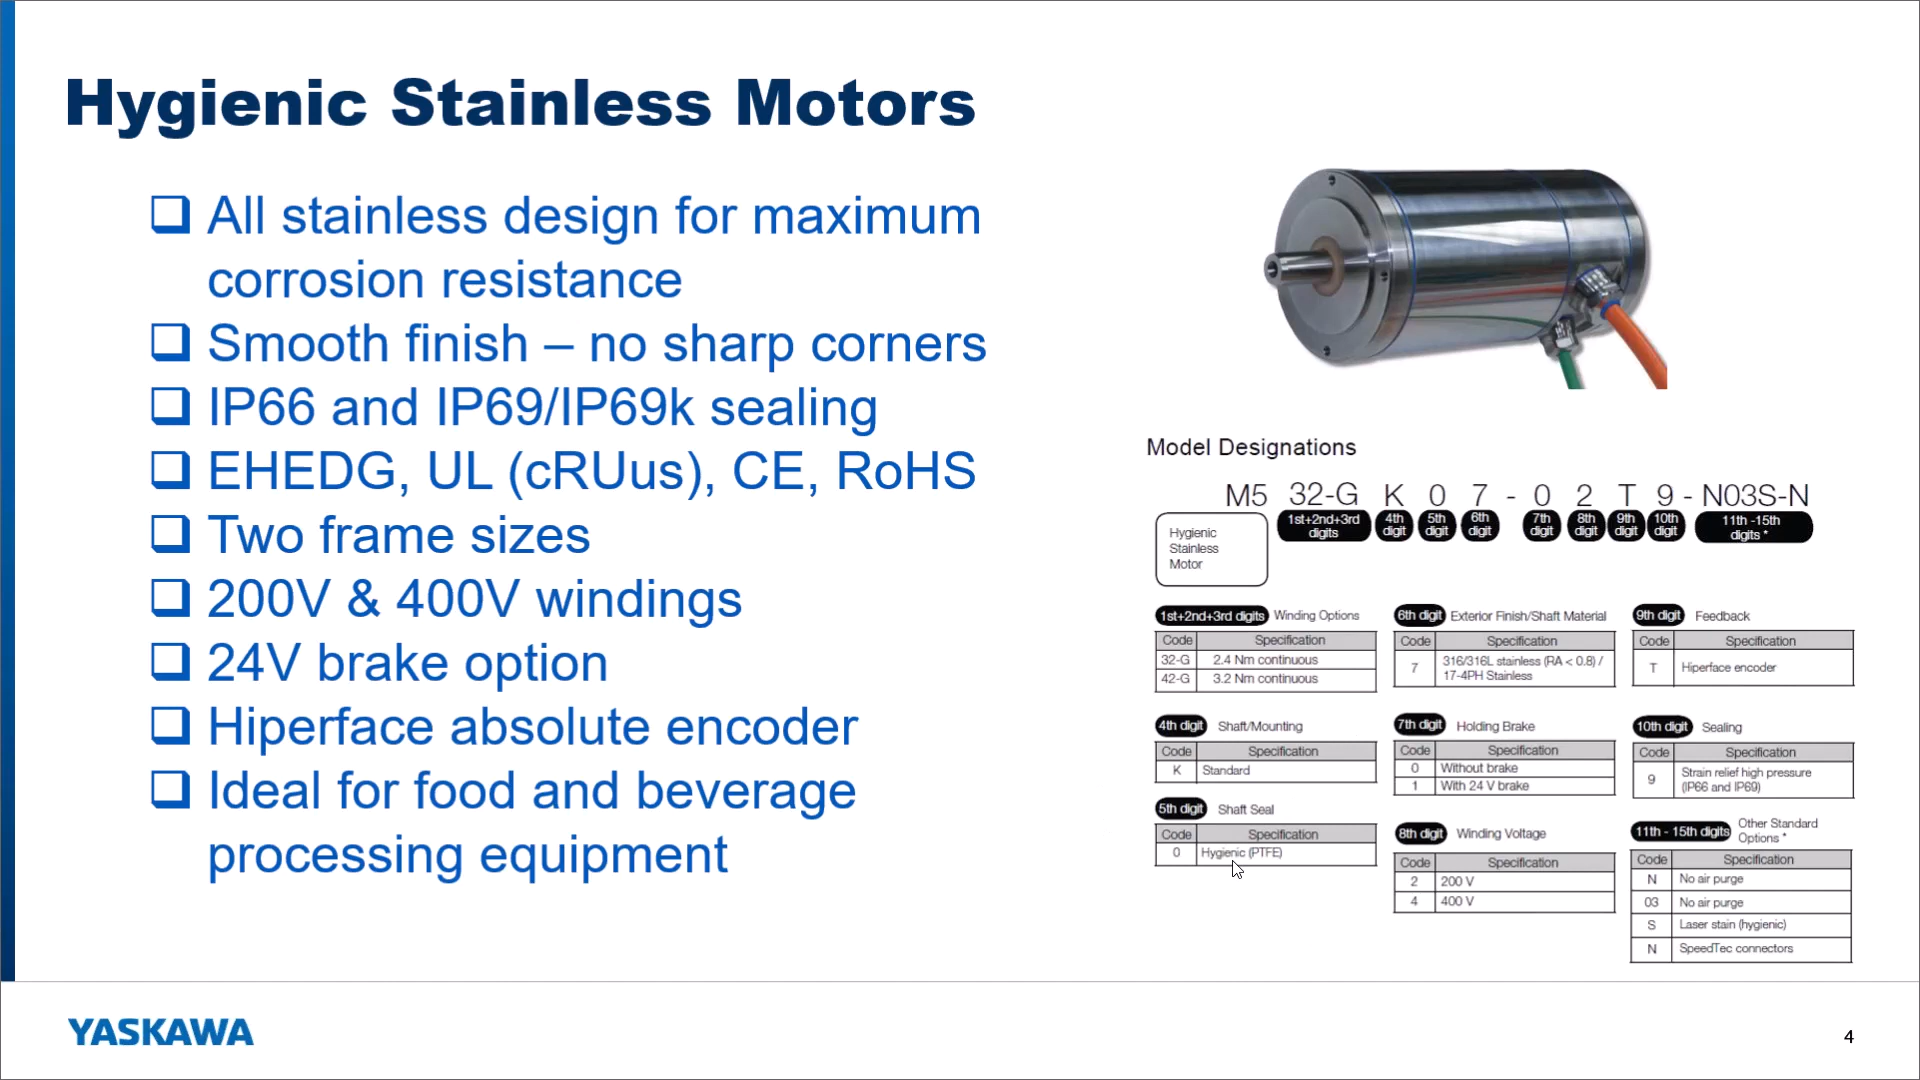 Hygienic Stainless Motors
All stainless design for maximum
corrosion resistance
Smooth finish – no sharp corners
IP66 and IP69/IP69k sealing
EHEDG, UL (cRUus), CE, RoHS
Two frame sizes
200V & 400V windings
24V brake option
Hiperface absolute encoder
Ideal for food and beverage
processing equipment
Model Designations
M5 32-G K 0 7 - 0 2 T 9 - N03S-N
Hygienic
Stainless
Motor
1st+2nd+3rd
digits
4th
digit
5th
digit
6th
digit
7th
digit
8th
digit
9th
digit
10th
digit
11th -15th
digits *
1st+2nd+3rd digits Winding Options
Code Specification
32-G 2.4 Nm continuous
42-G 3.2 Nm continuous
4th digit Shaft/Mounting
Code Specification
K Standard
5th digit Shaft Seal
Code Specification
0 Hygienic (PTFE)
6th digit Exterior Finish/Shaft Material
Code Specification
7 316/316L stainless (RA < 0.8) /
17-4PH Stainless
7th digit Holding Brake
Code Specification
0 Without brake
1 With 24 V brake
8th digit Winding Voltage
Code Specification
2 200 V
4 400 V
9th digit Feedback
Code Specification
T Hiperface encoder
10th digit Sealing
Code Specification
9 Strain relief high pressure
(IP66 and IP69)
11th - 15th digits Other Standard
Options *
Code Specification
N No air purge
03 No air purge
S Laser stain (hygienic)
N SpeedTec connectors
YASKAWA
4